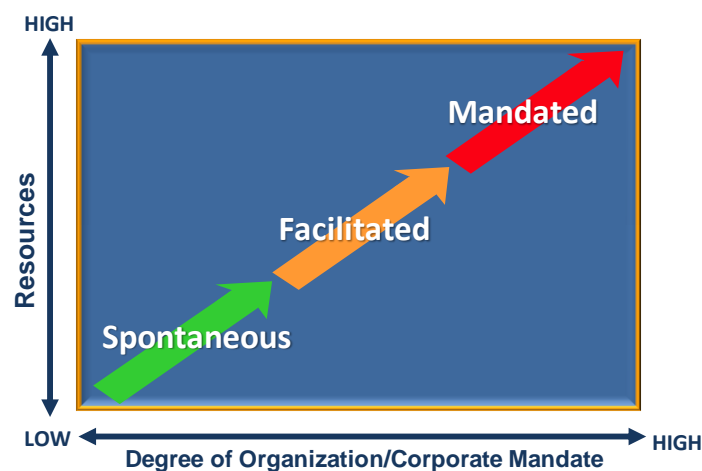 HIGH
Mandated
Facilitated
Resources
Spontaneous
LOW
HIGH
Degree of Organization/Corporate Mandate